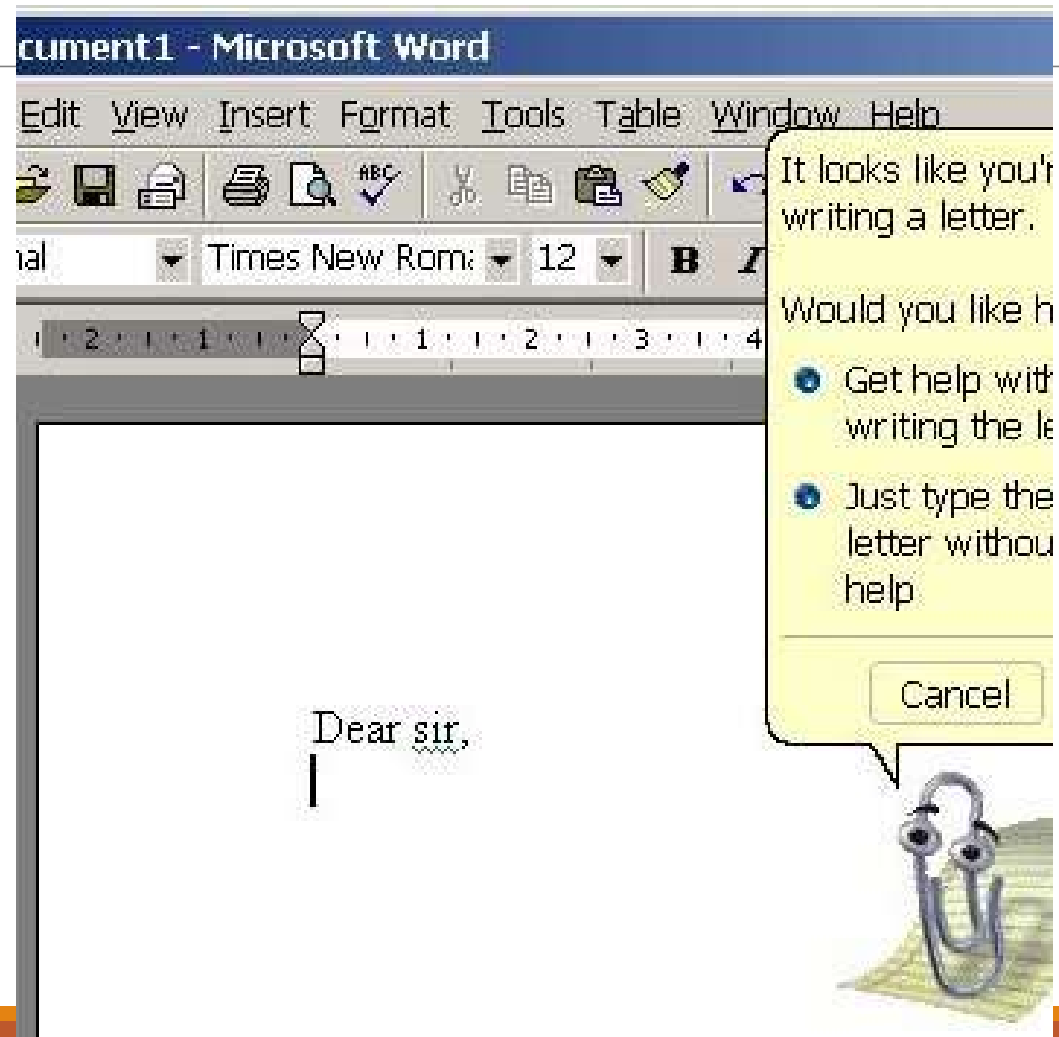 cument1 - Microsoft Word
Edit View Insert Format Tools Table Window Help
ABC
nal Times New Rom 12 B I
2 1 1 2 3 4
It looks like you'r
writing a letter.
Would you like h
Get help with
writing the le
Just type the
letter withou
help
Cancel
Dear sir,